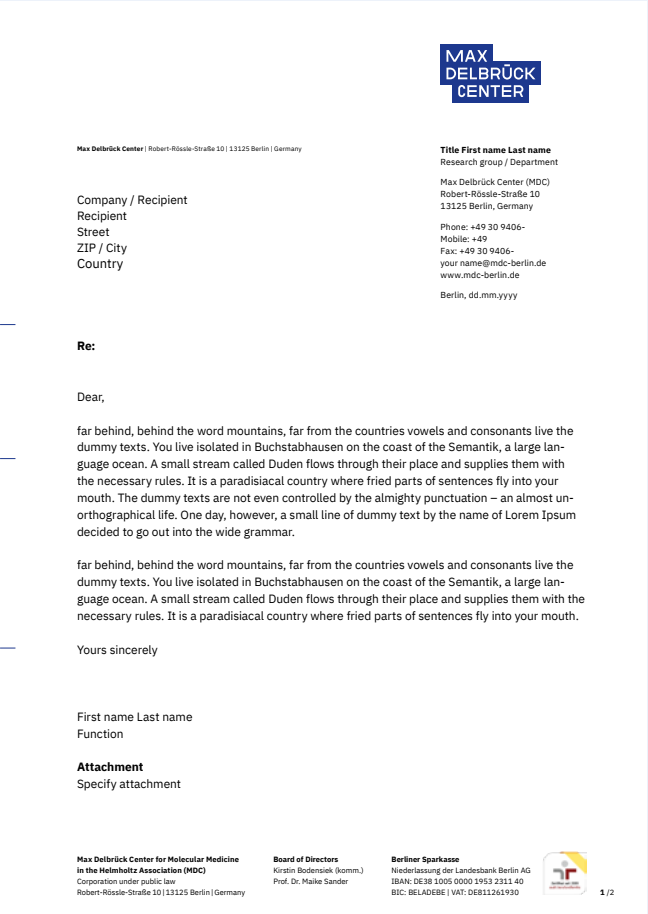 MAX
DELBRÜCK
CENTER
Max Delbrück Center | Robert-Rössle-Straße 10 | 13125 Berlin | Germany
Company / Recipient
Recipient
Street
ZIP / City
Country
Title First name Last name
Research group / Department
Max Delbrück Center (MDC)
Robert-Rössle-Straße 10
13125 Berlin, Germany
Phone: +49 30 9406-
Mobile: +49
Fax: +49 30 9406-
your name@mdc-berlin.de
www.mdc-berlin.de
Berlin, dd.mm.yyyy
Re:
Dear,
far behind, behind the word mountains, far from the countries vowels and consonants live the
dummy texts. You live isolated in Buchstabhausen on the coast of the Semantik, a large lan-
guage ocean. A small stream called Duden flows through their place and supplies them with
the necessary rules. It is a paradisiacal country where fried parts of sentences fly into your
mouth. The dummy texts are not even controlled by the almighty punctuation – an almost un-
orthographical life. One day, however, a small line of dummy text by the name of Lorem Ipsum
decided to go out into the wide grammar.
far behind, behind the word mountains, far from the countries vowels and consonants live the
dummy texts. You live isolated in Buchstabhausen on the coast of the Semantik, a large lan-
guage ocean. A small stream called Duden flows through their place and supplies them with the
necessary rules. It is a paradisiacal country where fried parts of sentences fly into your mouth.
Yours sincerely
First name Last name
Function
Attachment
Specify attachment
Max Delbrück Center for Molecular Medicine
in the Helmholtz Association (MDC)
Corporation under public law
Robert-Rössle-Straße 10 | 13125 Berlin | Germany
Board of Directors
Kirstin Bodensiek (komm.)
Prof. Dr. Maike Sander
Berliner Sparkasse
Niederlassung der Landesbank Berlin AG
IBAN: DE38 1005 0000 1953 2311 40
BIC: BELADEBE | VAT: DE811261930
1 /2